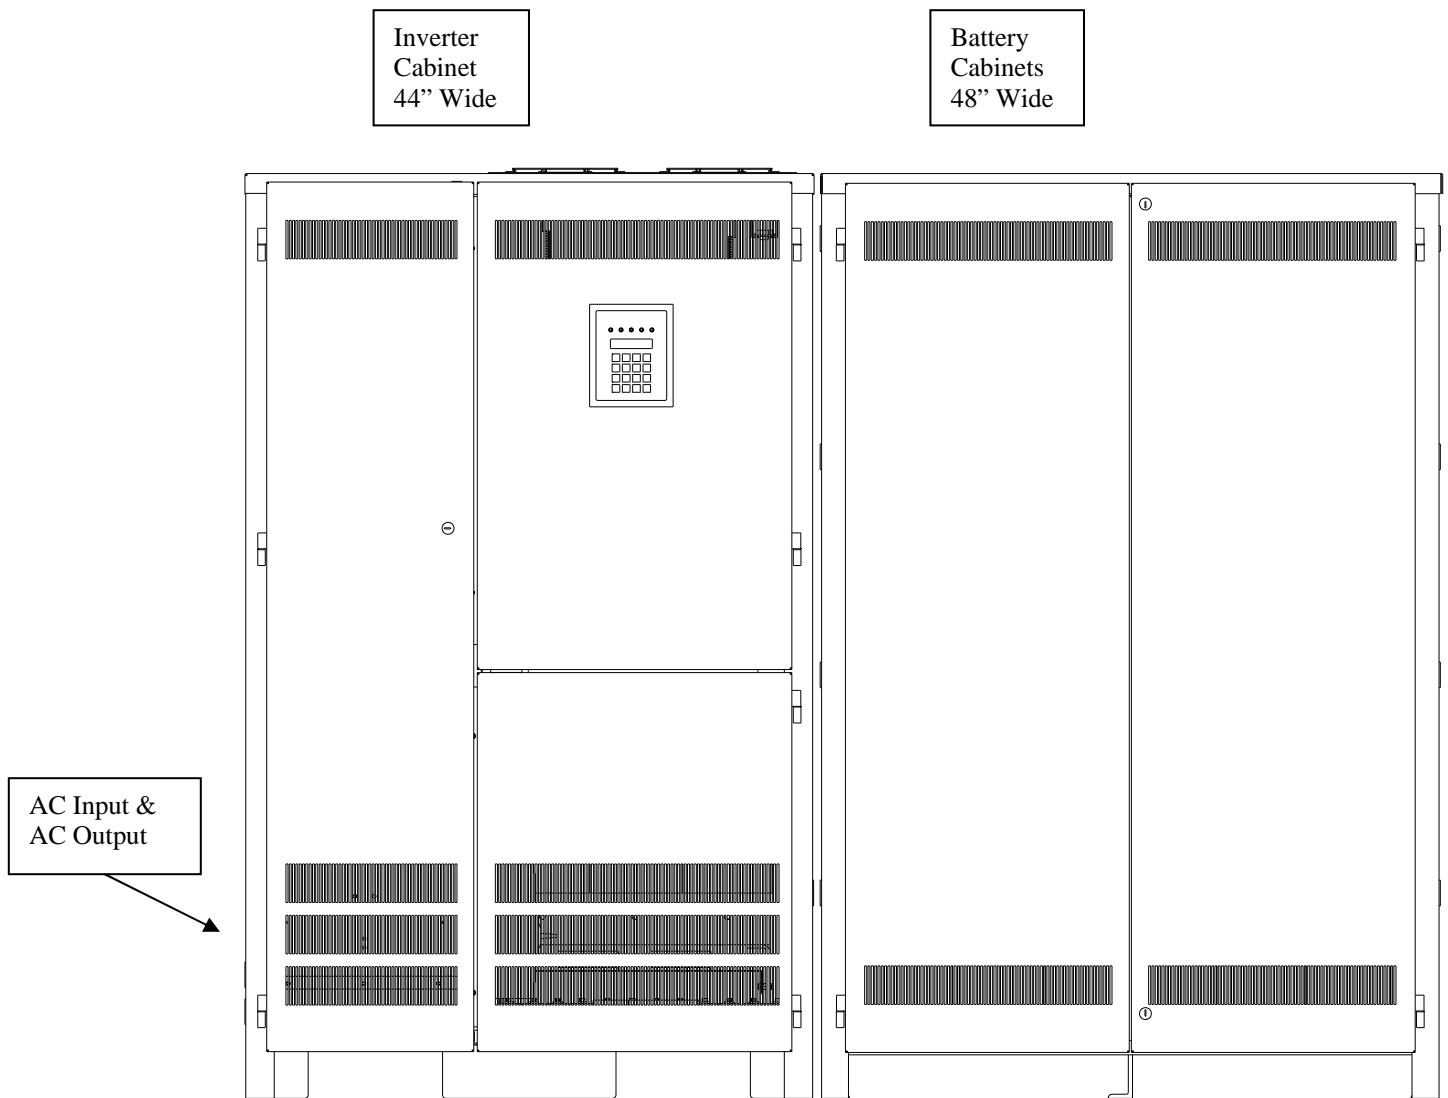 Inverter
Cabinet
44” Wide
Battery
Cabinets
48” Wide
AC Input &
AC Output